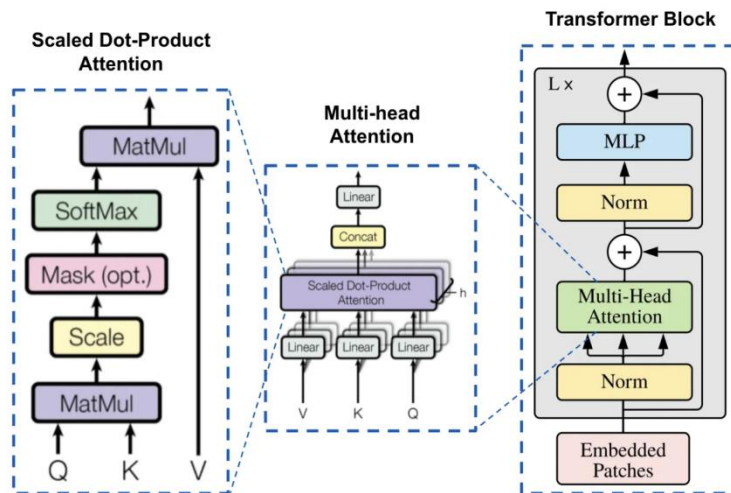 Scaled Dot-Product
Attention
MatMul
SoftMax
Mask (opt.)
Scale
MatMul
Q K V
Multi-head
Attention
Linear
Concat
Scaled Dot-Product
Attention
h
Linear Linear Linear
V K Q
Transformer Block
L ×
+
MLP
Norm
+
Multi-Head
Attention
Norm
Embedded
Patches